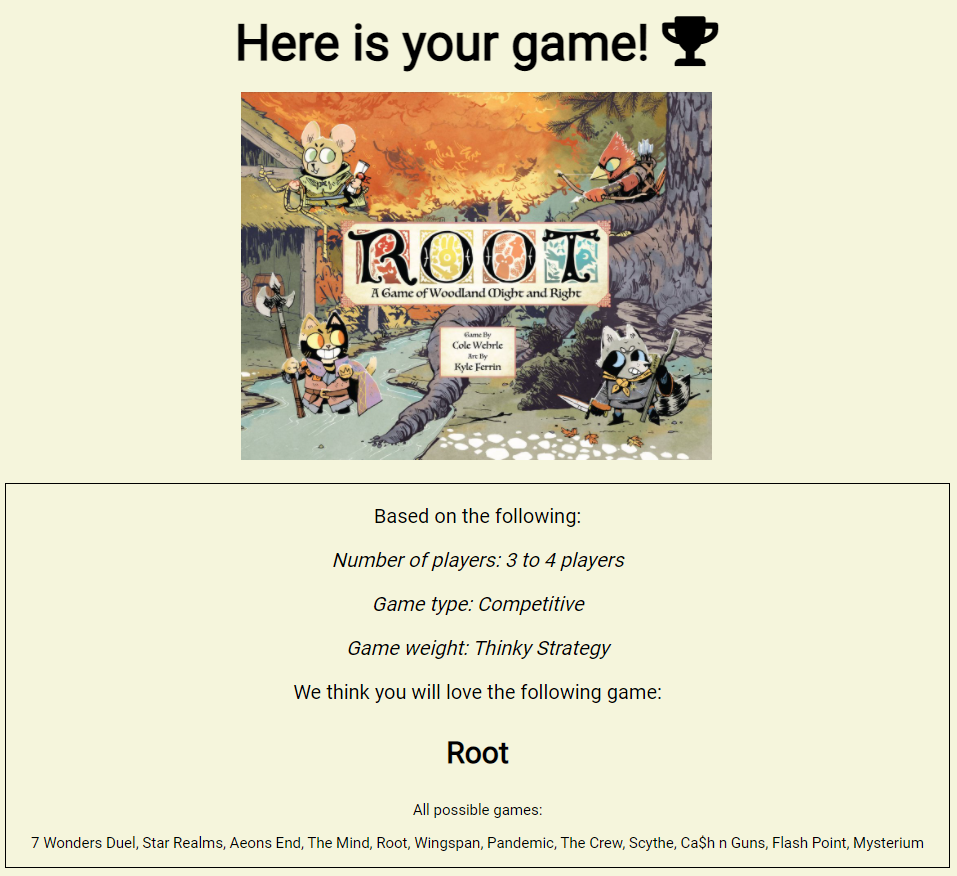 Here is your game!
ROOT
A Game of Woodland Might and Right
Game By
Cole Wehrle
Art By
Kyle Ferrin
Based on the following:
Number of players: 3 to 4 players
Game type: Competitive
Game weight: Thinky Strategy
We think you will love the following game:
Root
All possible games:
7 Wonders Duel, Star Realms, Aeons End, The Mind, Root, Wingspan, Pandemic, The Crew, Scythe, Ca$h n Guns, Flash Point, Mysterium